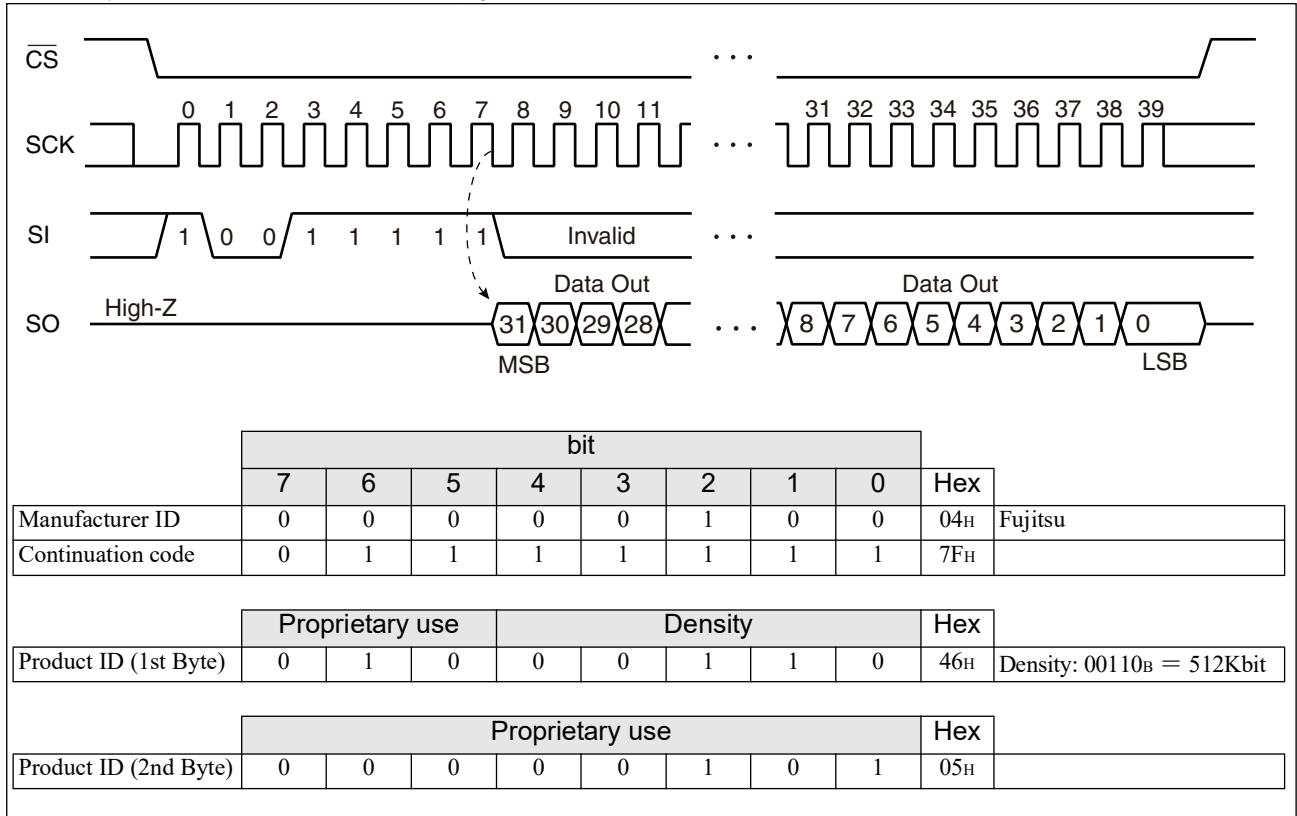 CS
. . .
0 1 2 3 4 5 6 7 8 9 10 11 31 32 33 34 35 36 37 38 39
SCK . . .
SI 1 0 0 1 1 1 1 1 Invalid . . .
Data Out Data Out
High-Z
SO 31 30 29 28 . . . 8 7 6 5 4 3 2 1 0
MSB LSB
bit
7 6 5 4 3 2 1 0 Hex
Manufacturer ID 0 0 0 0 0 1 0 0 04H Fujitsu
Continuation code 0 1 1 1 1 1 1 1 7FH
Proprietary use Density Hex
Product ID (1st Byte) 0 1 0 0 0 1 1 0 46H Density: 00110B = 512Kbit
Proprietary use Hex
Product ID (2nd Byte) 0 0 0 0 0 1 0 1 05H